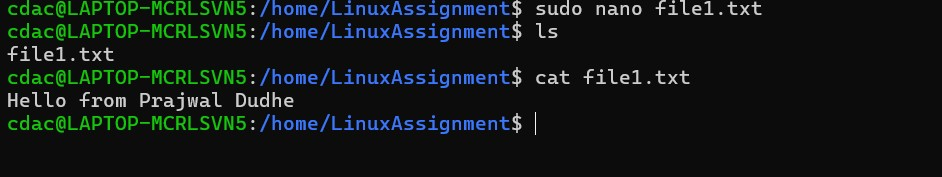 cdac@LAPTOP-MCRLSVN5:/home/LinuxAssignment$ sudo nano file1.txt
cdac@LAPTOP-MCRLSVN5:/home/LinuxAssignment$ ls
file1.txt
cdac@LAPTOP-MCRLSVN5:/home/LinuxAssignment$ cat file1.txt
Hello from Prajwal Dudhe
cdac@LAPTOP-MCRLSVN5:/home/LinuxAssignment$